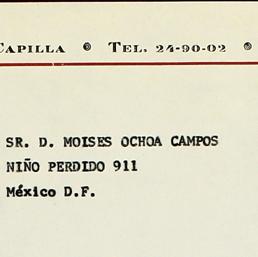 CAPILLA ● TEL. 24-90-02 ●
SR. D. MOISES OCHOA CAMPOS
NIÑO PERDIDO 911
México D.F.